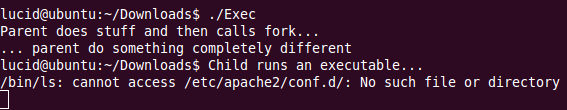 lucid@ubuntu:~/Downloads$ ./Exec
Parent does stuff and then calls fork...
... parent do something completely different
lucid@ubuntu:~/Downloads$ Child runs an executable...
/bin/ls: cannot access /etc/apache2/conf.d/: No such file or directory